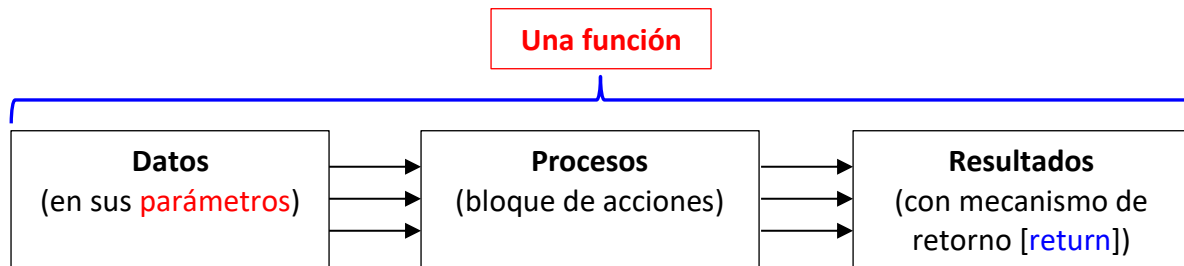 Una función
Datos
(en sus parámetros)
Procesos
(bloque de acciones)
Resultados
(con mecanismo de
retorno [return])